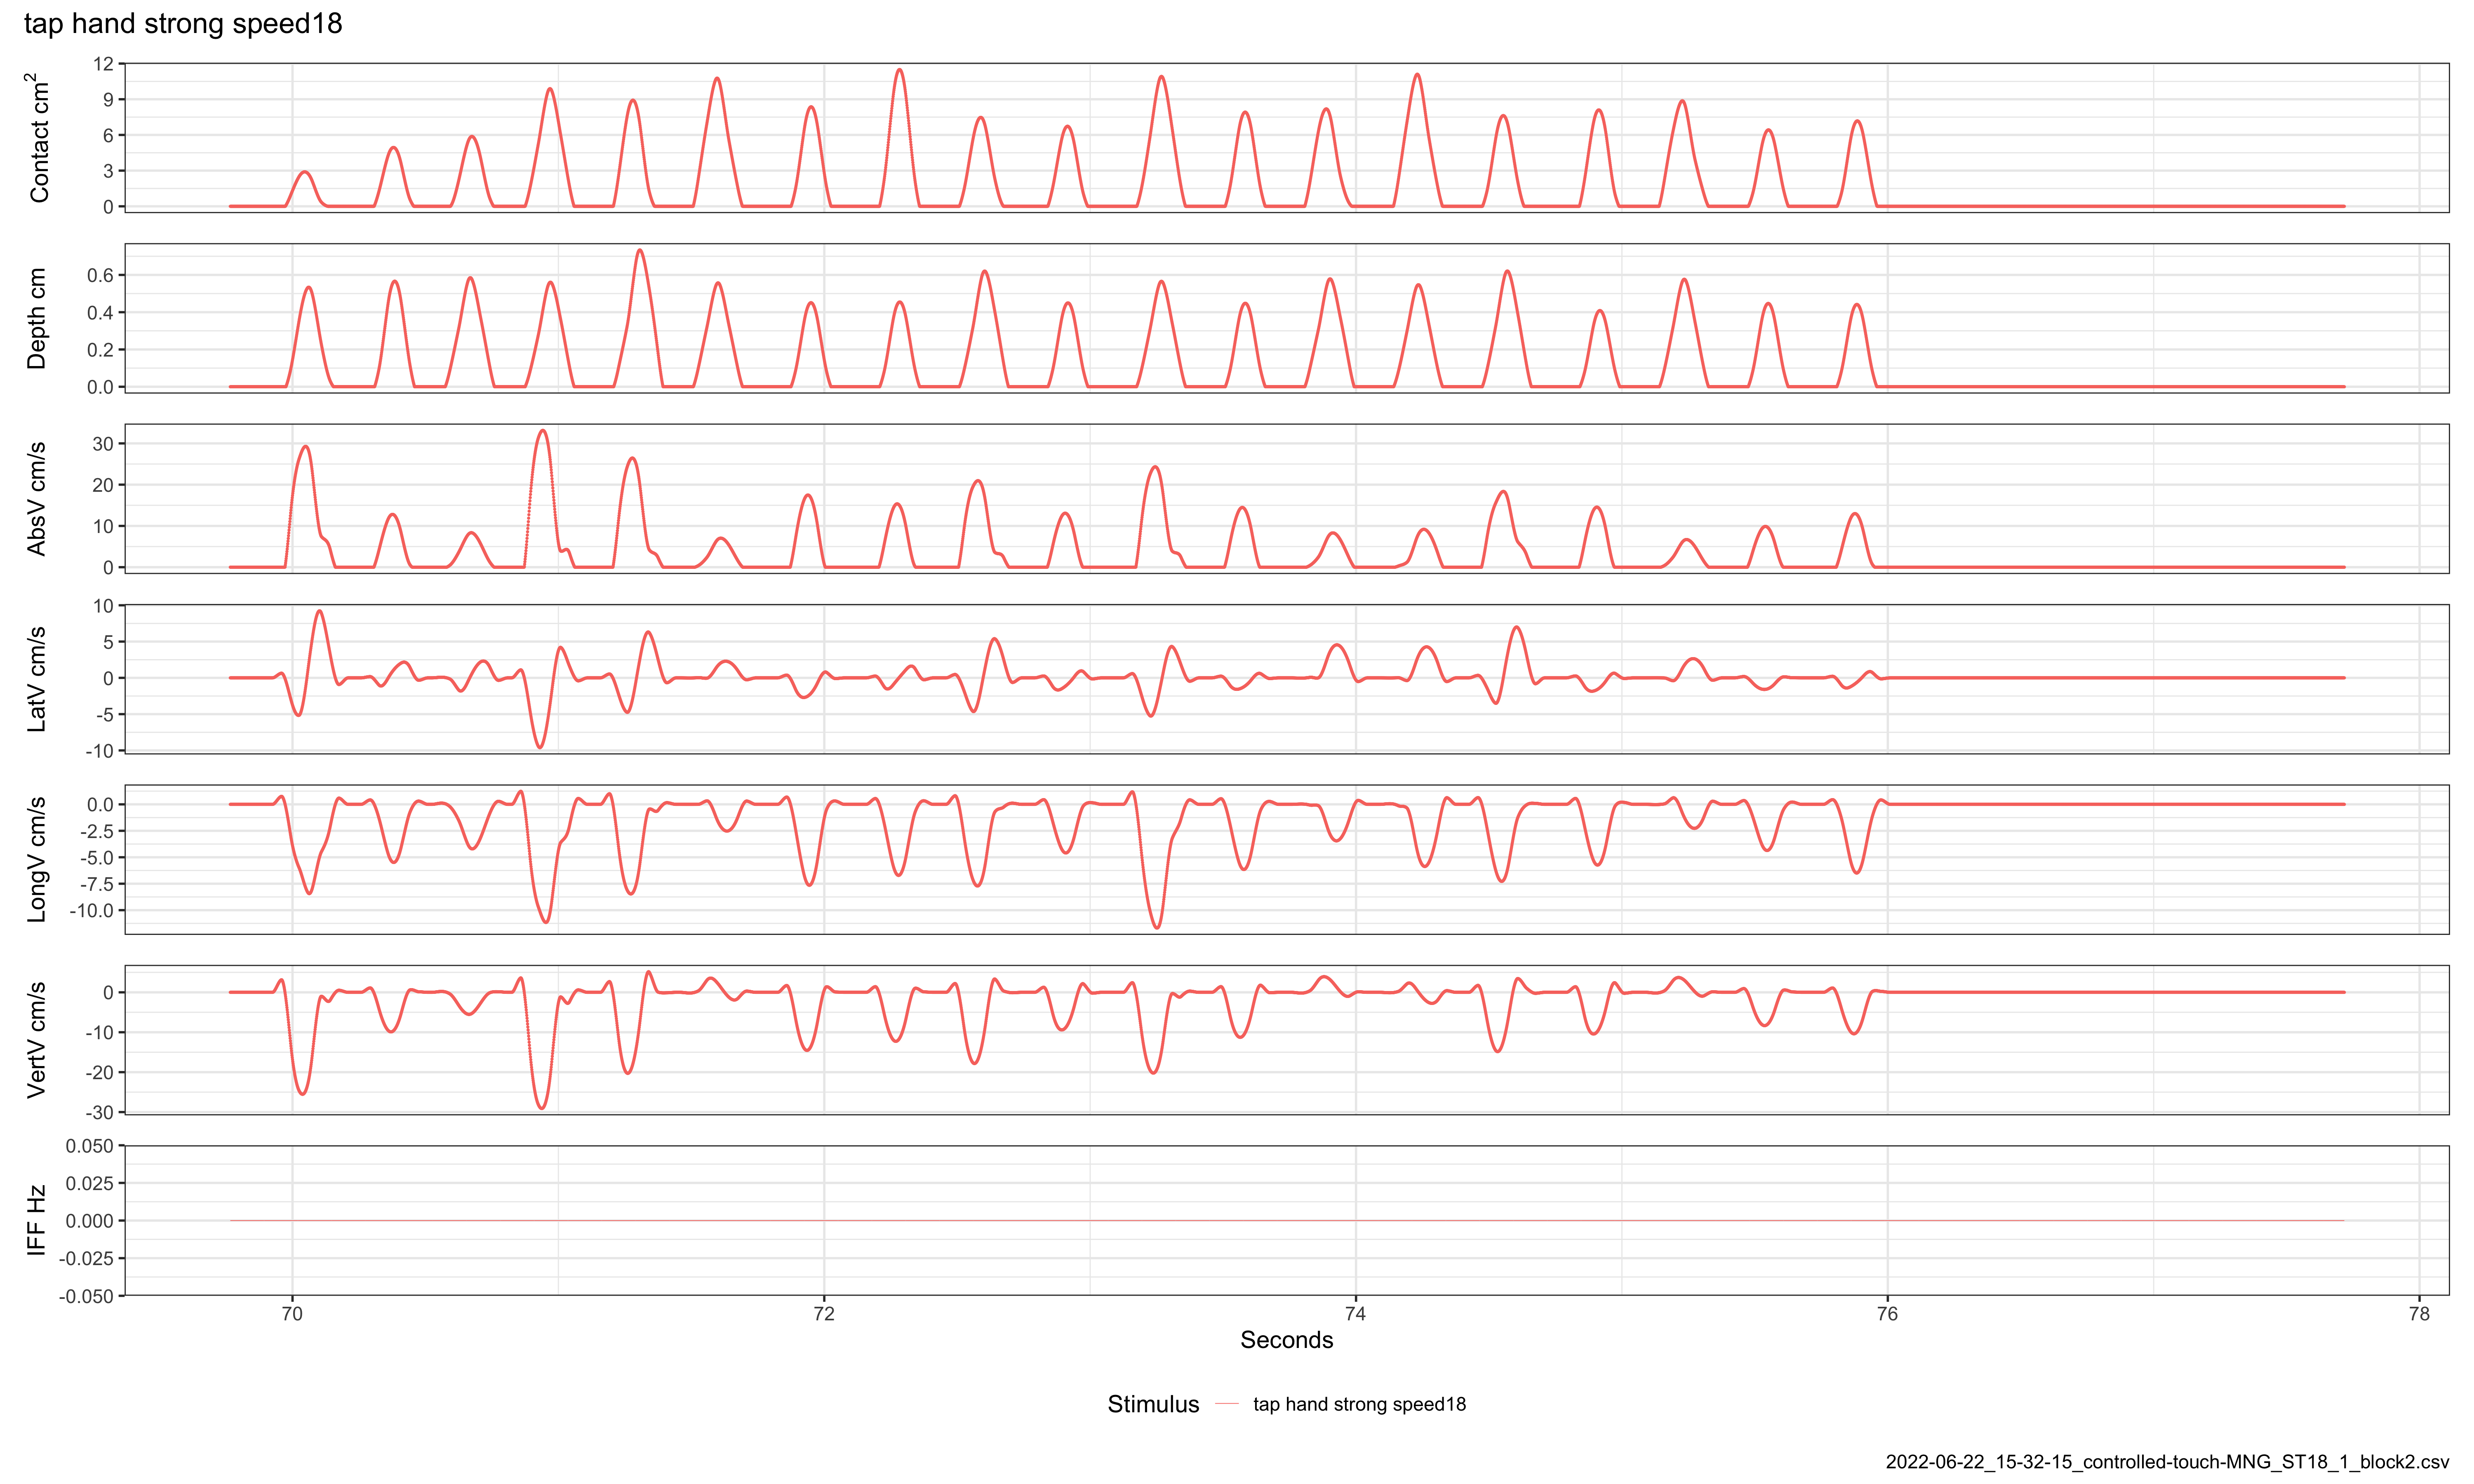 tap hand strong speed18
Contact cm²
12
9
6
3
0
Depth cm
0.6
0.4
0.2
0.0
AbsV cm/s
30
20
10
0
LatV cm/s
10
5
0
-5
-10
LongV cm/s
0.0
-2.5
-5.0
-7.5
-10.0
VertV cm/s
0
-10
-20
-30
IFF Hz
0.050
0.025
0.000
-0.025
-0.050
70 72 74 76 78
Seconds
Stimulus tap hand strong speed18
2022-06-22_15-32-15_controlled-touch-MNG_ST18_1_block2.csv